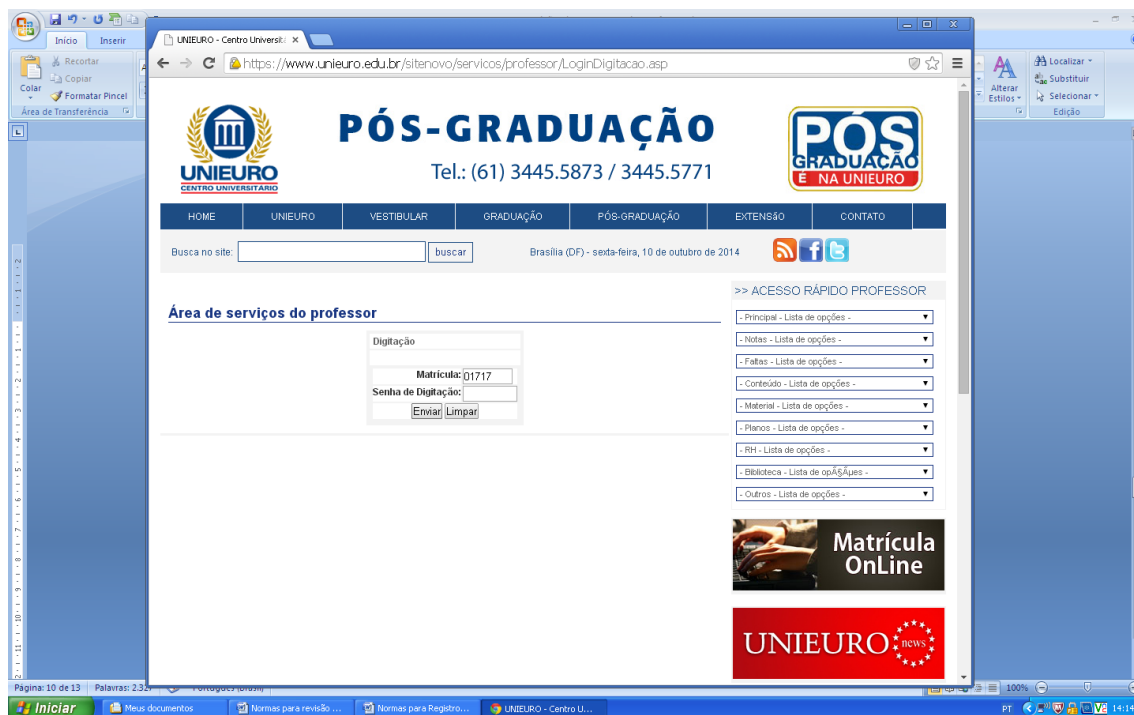 Início Inserir
Recortar
Copiar
Colar
Formatar Pincel
Área de Transferência
Localizar
Substituir
Alterar
Estilos
Selecionar
Edição
UNIEURO - Centro Universit
https://www.unieuro.edu.br/sitenovo/servicos/professor/LoginDigitacao.asp
UNIEURO
CENTRO UNIVERSITÁRIO
PÓS-GRADUAÇÃO
Tel.: (61) 3445.5873 / 3445.5771
PÓS
GRADUAÇÃO
É NA UNIEURO
HOME UNIEURO VESTIBULAR GRADUAÇÃO PÓS-GRADUAÇÃO EXTENSãO CONTATO
Busca no site: buscar Brasília (DF) - sexta-feira, 10 de outubro de 2014
Área de serviços do professor
Digitação
Matrícula: 01717
Senha de Digitação:
Enviar Limpar
>> ACESSO RÁPIDO PROFESSOR
- Principal - Lista de opções -
- Notas - Lista de opções -
- Faltas - Lista de opções -
- Conteúdo - Lista de opções -
- Material - Lista de opções -
- Planos - Lista de opções -
- RH - Lista de opções -
- Biblioteca - Lista de opÃ§Ãµes -
- Outros - Lista de opções -
Matrícula
OnLine
UNIEURO news
Página: 10 de 13 Palavras: 2.327 Português (Brasil) 100%
Iniciar Meus documentos Normas para revisão ... Normas para Registro... UNIEURO - Centro U... PT 14:14